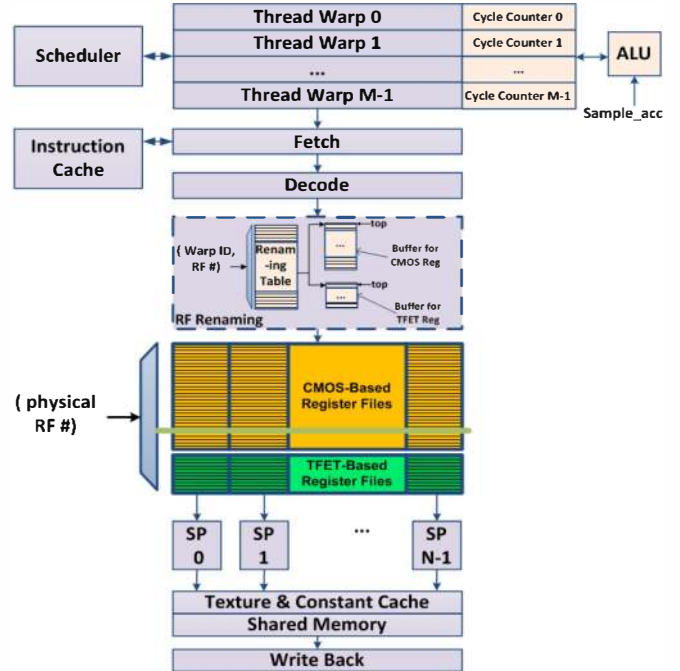 Thread Warp 0
Cycle Counter 0
Thread Warp 1
Cycle Counter 1
Scheduler
ALU
...
...
Thread Warp M-1
Cycle Counter M-1
Sample_acc
Instruction
Cache
Fetch
Decode
( Warp ID,
RF #)
Renam
-ing
Table
top
...
Buffer for
CMOS Reg
top
...
Buffer for
TFET Reg
RF Renaming
( physical
RF #)
CMOS-Based
Register Files
TFET-Based
Register Files
SP
0
SP
1
...
SP
N-1
Texture & Constant Cache
Shared Memory
Write Back